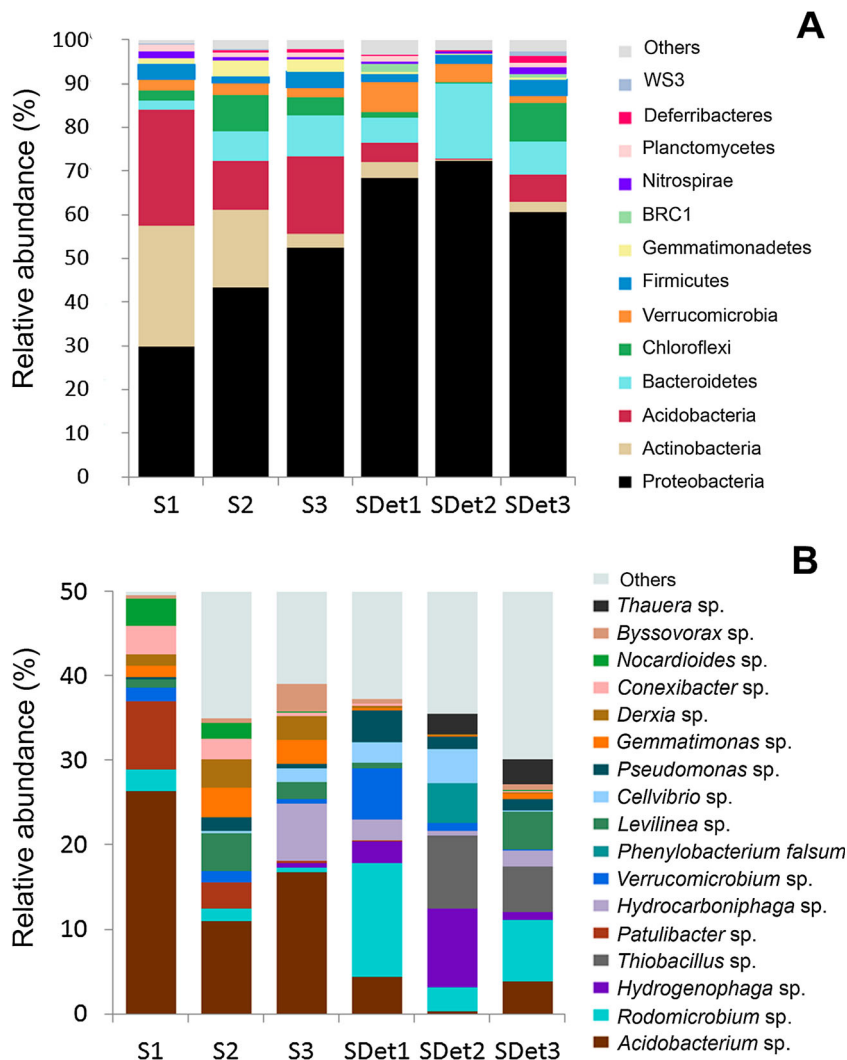 A
Relative abundance (%)
100
90
80
70
60
50
40
30
20
10
0
S1 S2 S3 SDet1 SDet2 SDet3
Others
WS3
Deferribacteres
Planctomycetes
Nitrospirae
BRC1
Gemmatimonadetes
Firmicutes
Verrucomicrobia
Chloroflexi
Bacteroidetes
Acidobacteria
Actinobacteria
Proteobacteria
B
Relative abundance (%)
50
40
30
20
10
0
S1 S2 S3 SDet1 SDet2 SDet3
Others
Thauera sp.
Byssovorax sp.
Nocardioides sp.
Conexibacter sp.
Derxia sp.
Gemmatimonas sp.
Pseudomonas sp.
Cellvibrio sp.
Levilinea sp.
Phenylobacterium falsum
Verrucomicrobium sp.
Hydrocarboniphaga sp.
Patulibacter sp.
Thiobacillus sp.
Hydrogenophaga sp.
Rodomicrobium sp.
Acidobacterium sp.